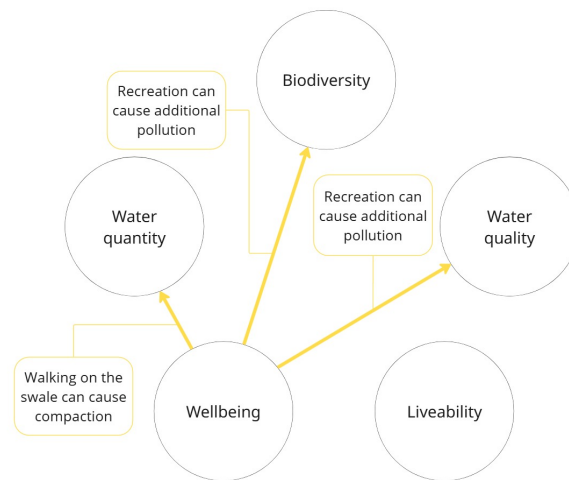 Biodiversity
Recreation can
cause additional
pollution
Recreation can
cause additional
pollution
Water
quantity
Water
quality
Walking on the
swale can cause
compaction
Wellbeing
Liveability